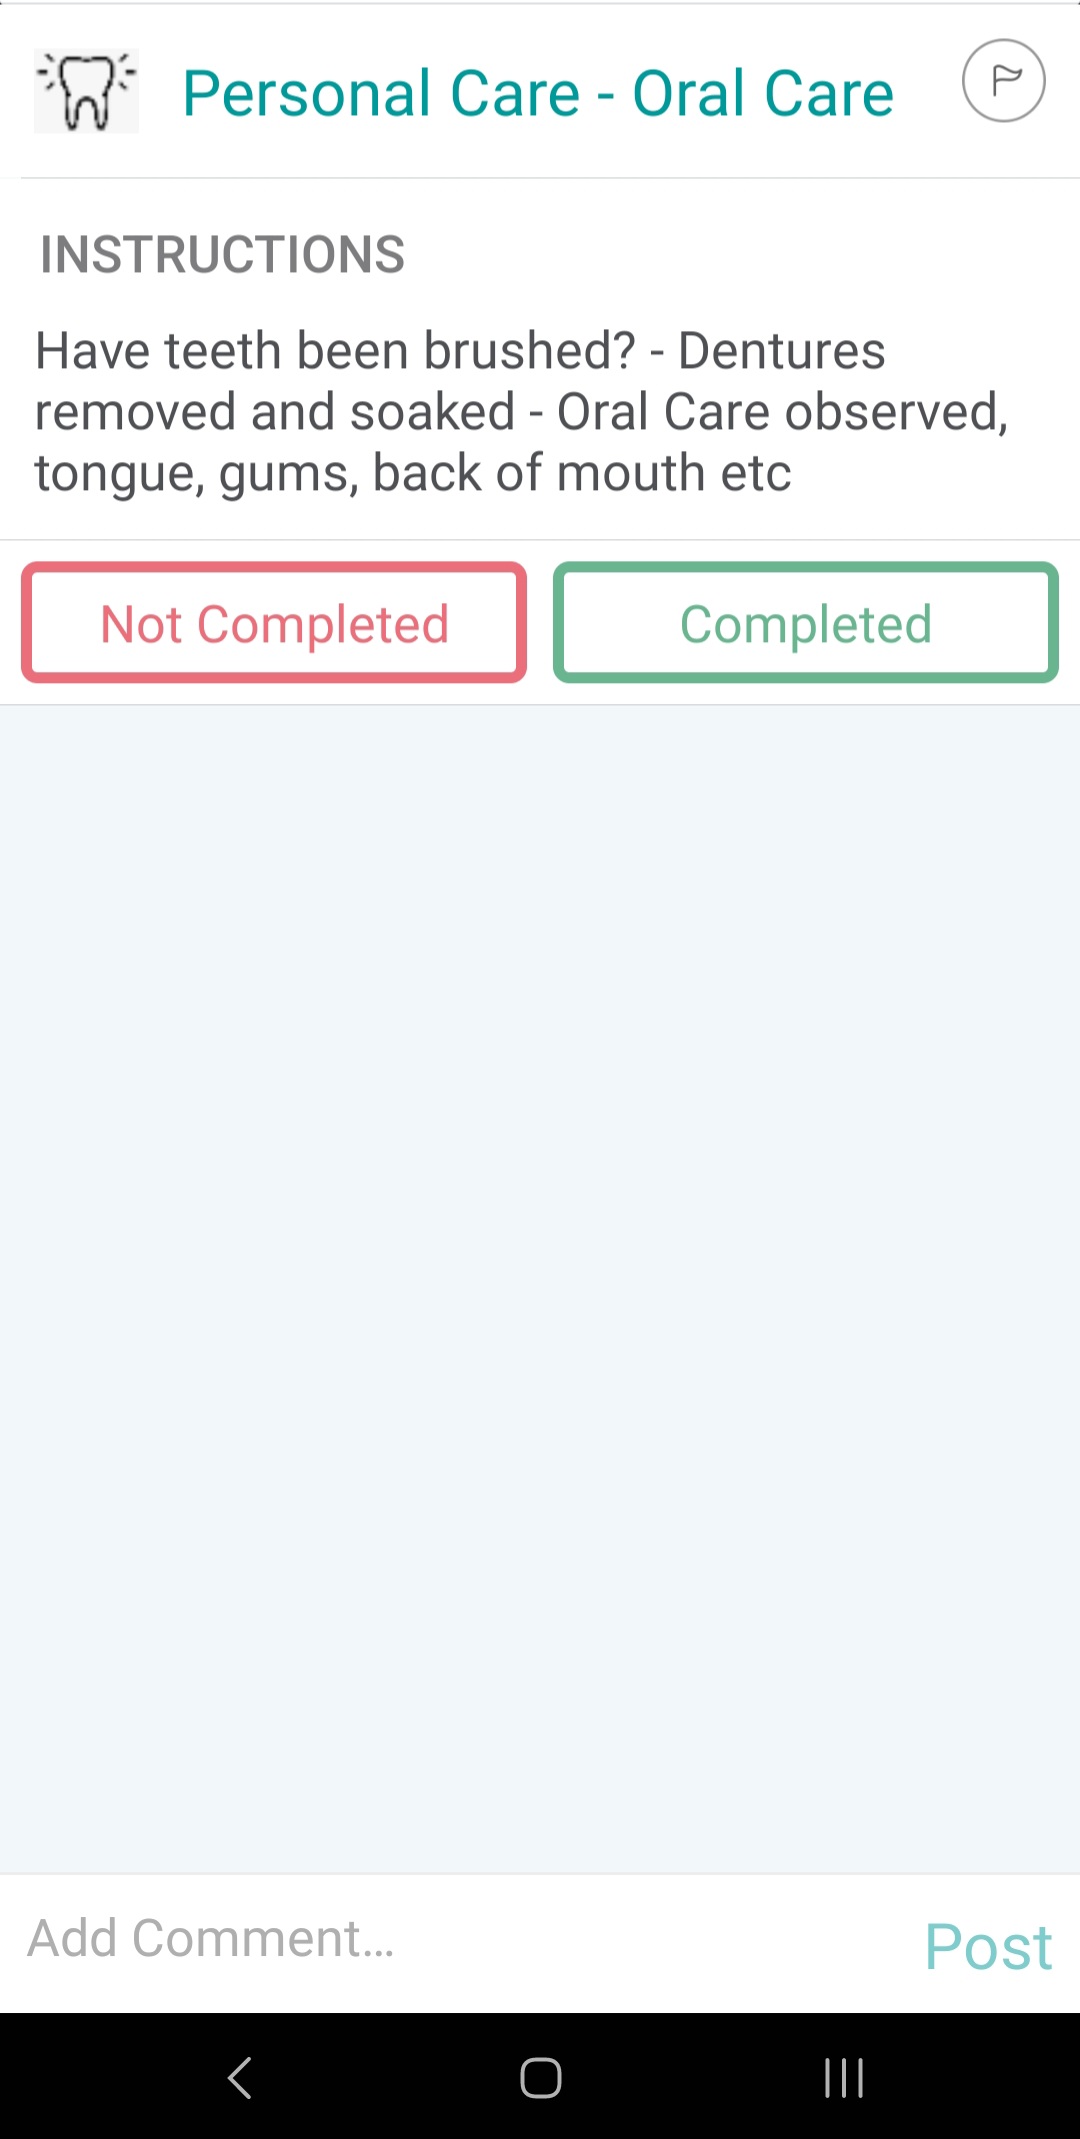 Personal Care - Oral Care
INSTRUCTIONS
Have teeth been brushed? - Dentures
removed and soaked - Oral Care observed,
tongue, gums, back of mouth etc
Not Completed
Completed
Add Comment...
Post